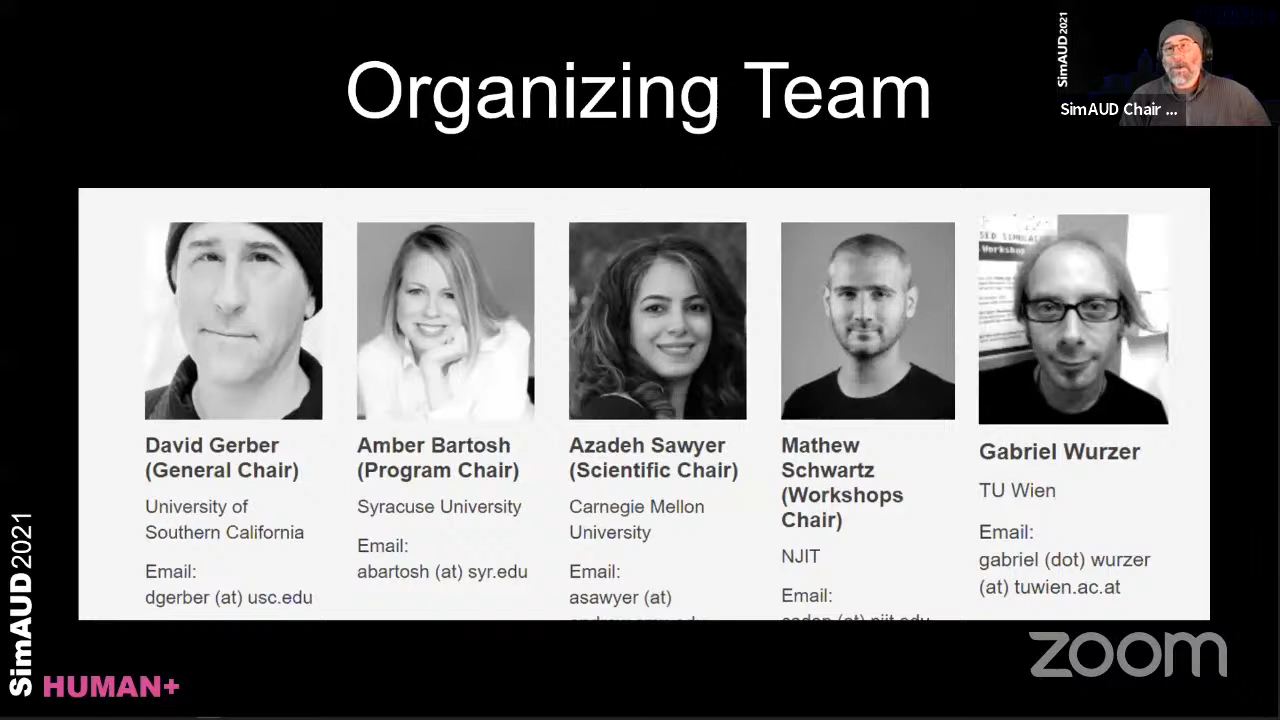 Organizing Team
SimAUD2021
SimAUD Chair ...
David Gerber
(General Chair)
University of
Southern California
Email:
dgerber (at) usc.edu
Amber Bartosh
(Program Chair)
Syracuse University
Email:
abartosh (at) syr.edu
Azadeh Sawyer
(Scientific Chair)
Carnegie Mellon
University
Email:
asawyer (at)
Mathew
Schwartz
(Workshops
Chair)
NJIT
Email:
Gabriel Wurzer
TU Wien
Email:
gabriel (dot) wurzer
(at) tuwien.ac.at
SimAUD2021
HUMAN+
zoom